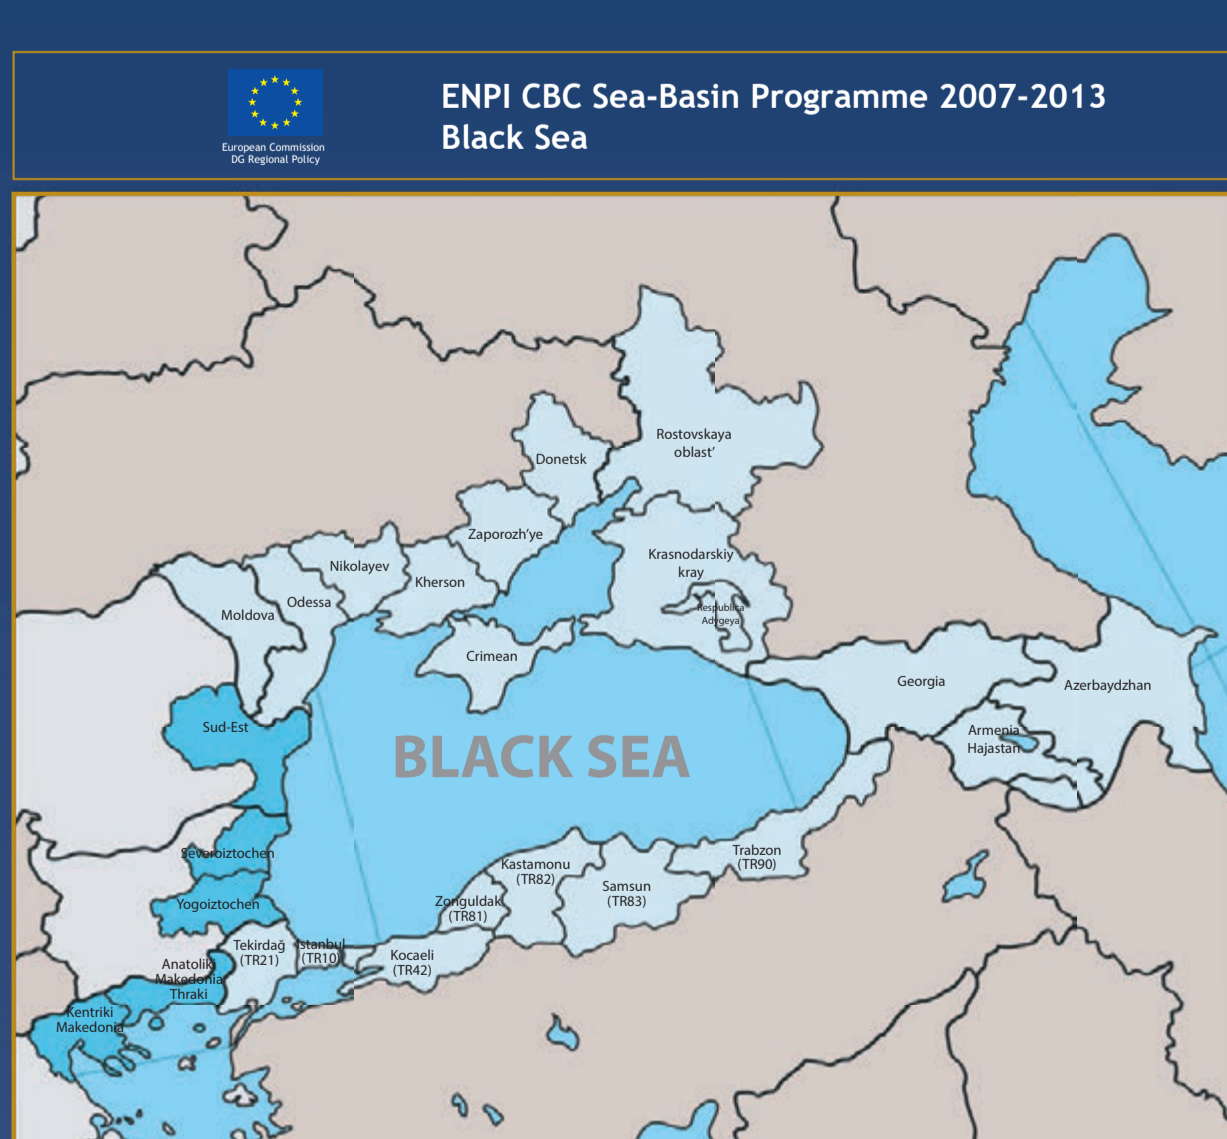 ENPI CBC Sea-Basin Programme 2007-2013
Black Sea
European Commission
DG Regional Policy
Rostovskaya
oblast’
Donetsk
Zaporozh’ye
Krasnodarskiy
kray
Nikolayev
Kherson
Odessa
Moldova
Respublica
Adygeya
Crimean
Georgia
Azerbaydzhan
Sud-Est
Armenia
Hajastan
BLACK SEA
Severoiztochen
Trabzon
(TR90)
Kastamonu
(TR82)
Samsun
(TR83)
Yogoiztochen
Zonguldak
(TR81)
Tekirdağ
(TR21)
Istanbul
(TR10)
Kocaeli
(TR42)
Anatoliki
Makedonia
Thraki
Kentriki
Makedonia